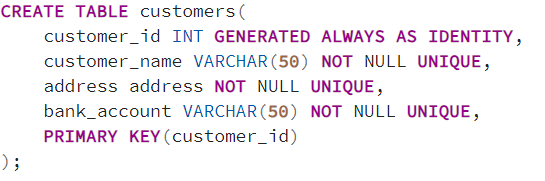 CREATE TABLE customers(
    customer_id INT GENERATED ALWAYS AS IDENTITY,
    customer_name VARCHAR(50) NOT NULL UNIQUE,
    address address NOT NULL UNIQUE,
    bank_account VARCHAR(50) NOT NULL UNIQUE,
    PRIMARY KEY(customer_id)
);